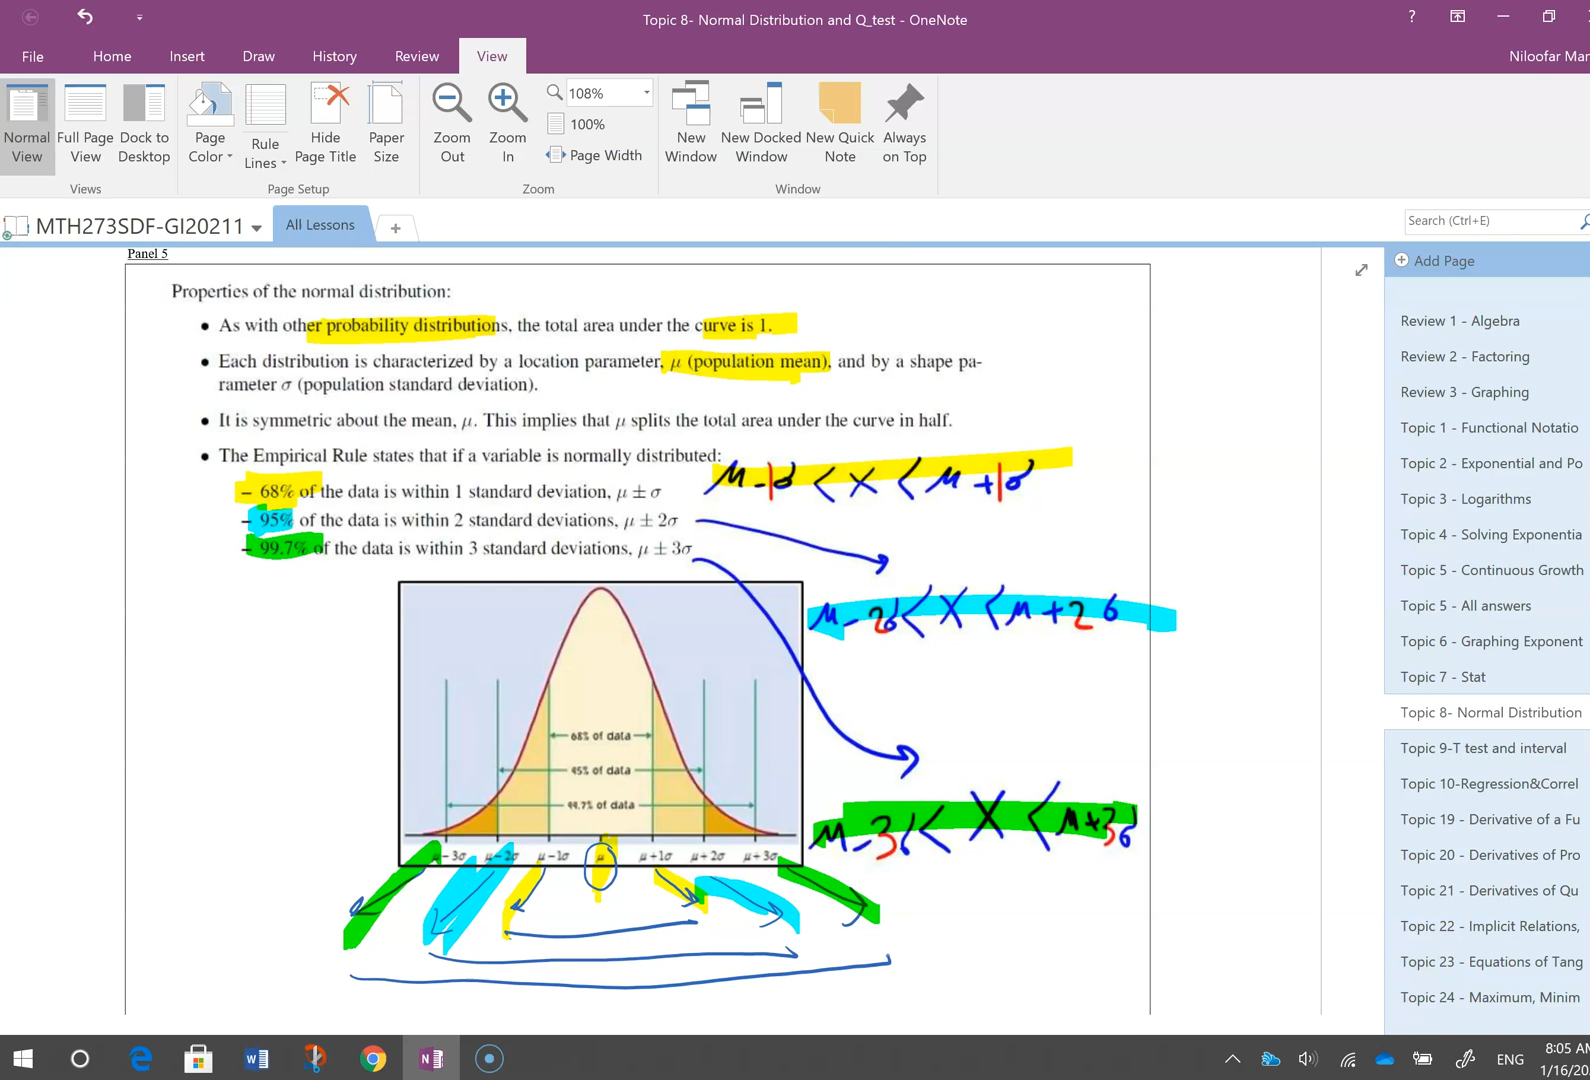 Topic 8- Normal Distribution and Q_test - OneNote
?
File Home Insert Draw History Review View
Niloofar Mar
Normal View
Full Page View
Dock to Desktop
Page Color
Rule Lines
Hide Page Title
Paper Size
Zoom Out
Zoom In
108%
100%
Page Width
New Window
New Docked Window
New Quick Note
Always on Top
Views
Page Setup
Zoom
Window
MTH273SDF-GI20211
All Lessons
+
Search (Ctrl+E)
Panel 5
Properties of the normal distribution:
• As with other probability distributions, the total area under the curve is 1.
• Each distribution is characterized by a location parameter, μ (population mean), and by a shape pa-
rameter σ (population standard deviation).
• It is symmetric about the mean, μ. This implies that μ splits the total area under the curve in half.
• The Empirical Rule states that if a variable is normally distributed:
– 68% of the data is within 1 standard deviation, μ ± σ
μ-1σ < X < μ+1σ
– 95% of the data is within 2 standard deviations, μ ± 2σ
– 99.7% of the data is within 3 standard deviations, μ ± 3σ
μ-2σ < X < μ+2σ
68% of data
95% of data
99.7% of data
μ-3σ < X < μ+3σ
μ-3σ μ-2σ μ-1σ μ μ+1σ μ+2σ μ+3σ
Add Page
Review 1 - Algebra
Review 2 - Factoring
Review 3 - Graphing
Topic 1 - Functional Notatio
Topic 2 - Exponential and Po
Topic 3 - Logarithms
Topic 4 - Solving Exponentia
Topic 5 - Continuous Growth
Topic 5 - All answers
Topic 6 - Graphing Exponent
Topic 7 - Stat
Topic 8- Normal Distribution
Topic 9-T test and interval
Topic 10-Regression&Correl
Topic 19 - Derivative of a Fu
Topic 20 - Derivatives of Pro
Topic 21 - Derivatives of Qu
Topic 22 - Implicit Relations,
Topic 23 - Equations of Tang
Topic 24 - Maximum, Minim
ENG
8:05 AM
1/16/20